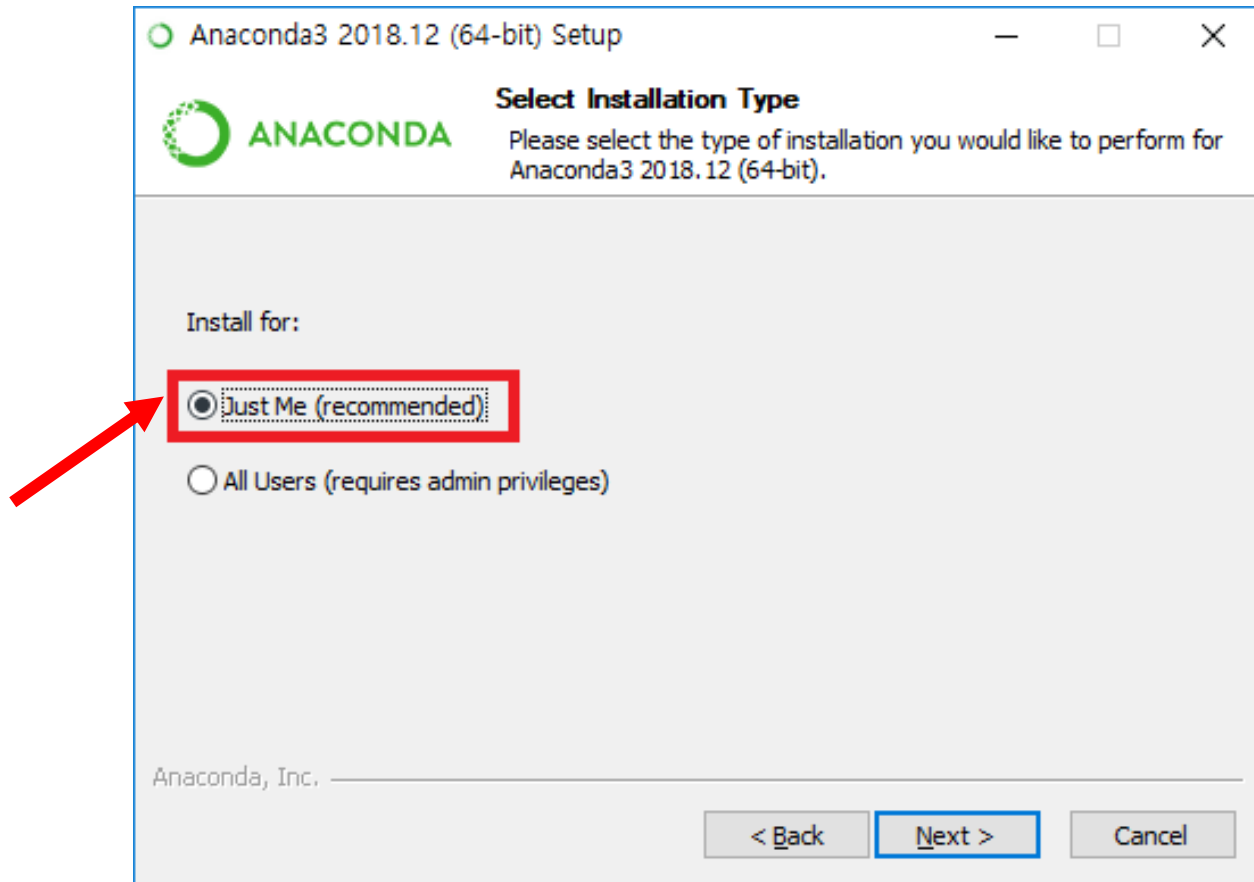 Anaconda3 2018.12 (64-bit) Setup
ANACONDA
Select Installation Type
Please select the type of installation you would like to perform for
Anaconda3 2018.12 (64-bit).
Install for:
Just Me (recommended)
All Users (requires admin privileges)
Anaconda, Inc.
< Back
Next >
Cancel